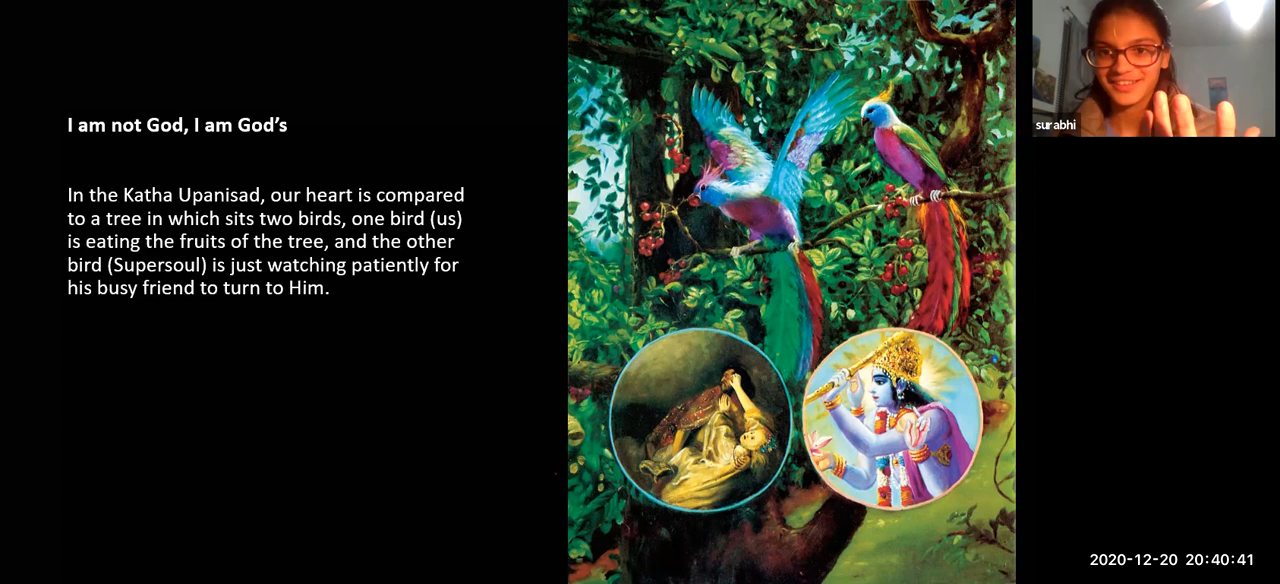 I am not God, I am God’s
In the Katha Upanisad, our heart is compared
to a tree in which sits two birds, one bird (us)
is eating the fruits of the tree, and the other
bird (Supersoul) is just watching patiently for
his busy friend to turn to Him.
surabhi
2020-12-20 20:40:41